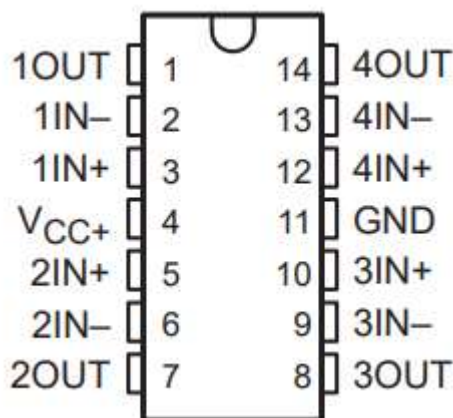 1OUT 1 14 4OUT
1IN– 2 13 4IN–
1IN+ 3 12 4IN+
VCC+ 4 11 GND
2IN+ 5 10 3IN+
2IN– 6 9 3IN–
2OUT 7 8 3OUT